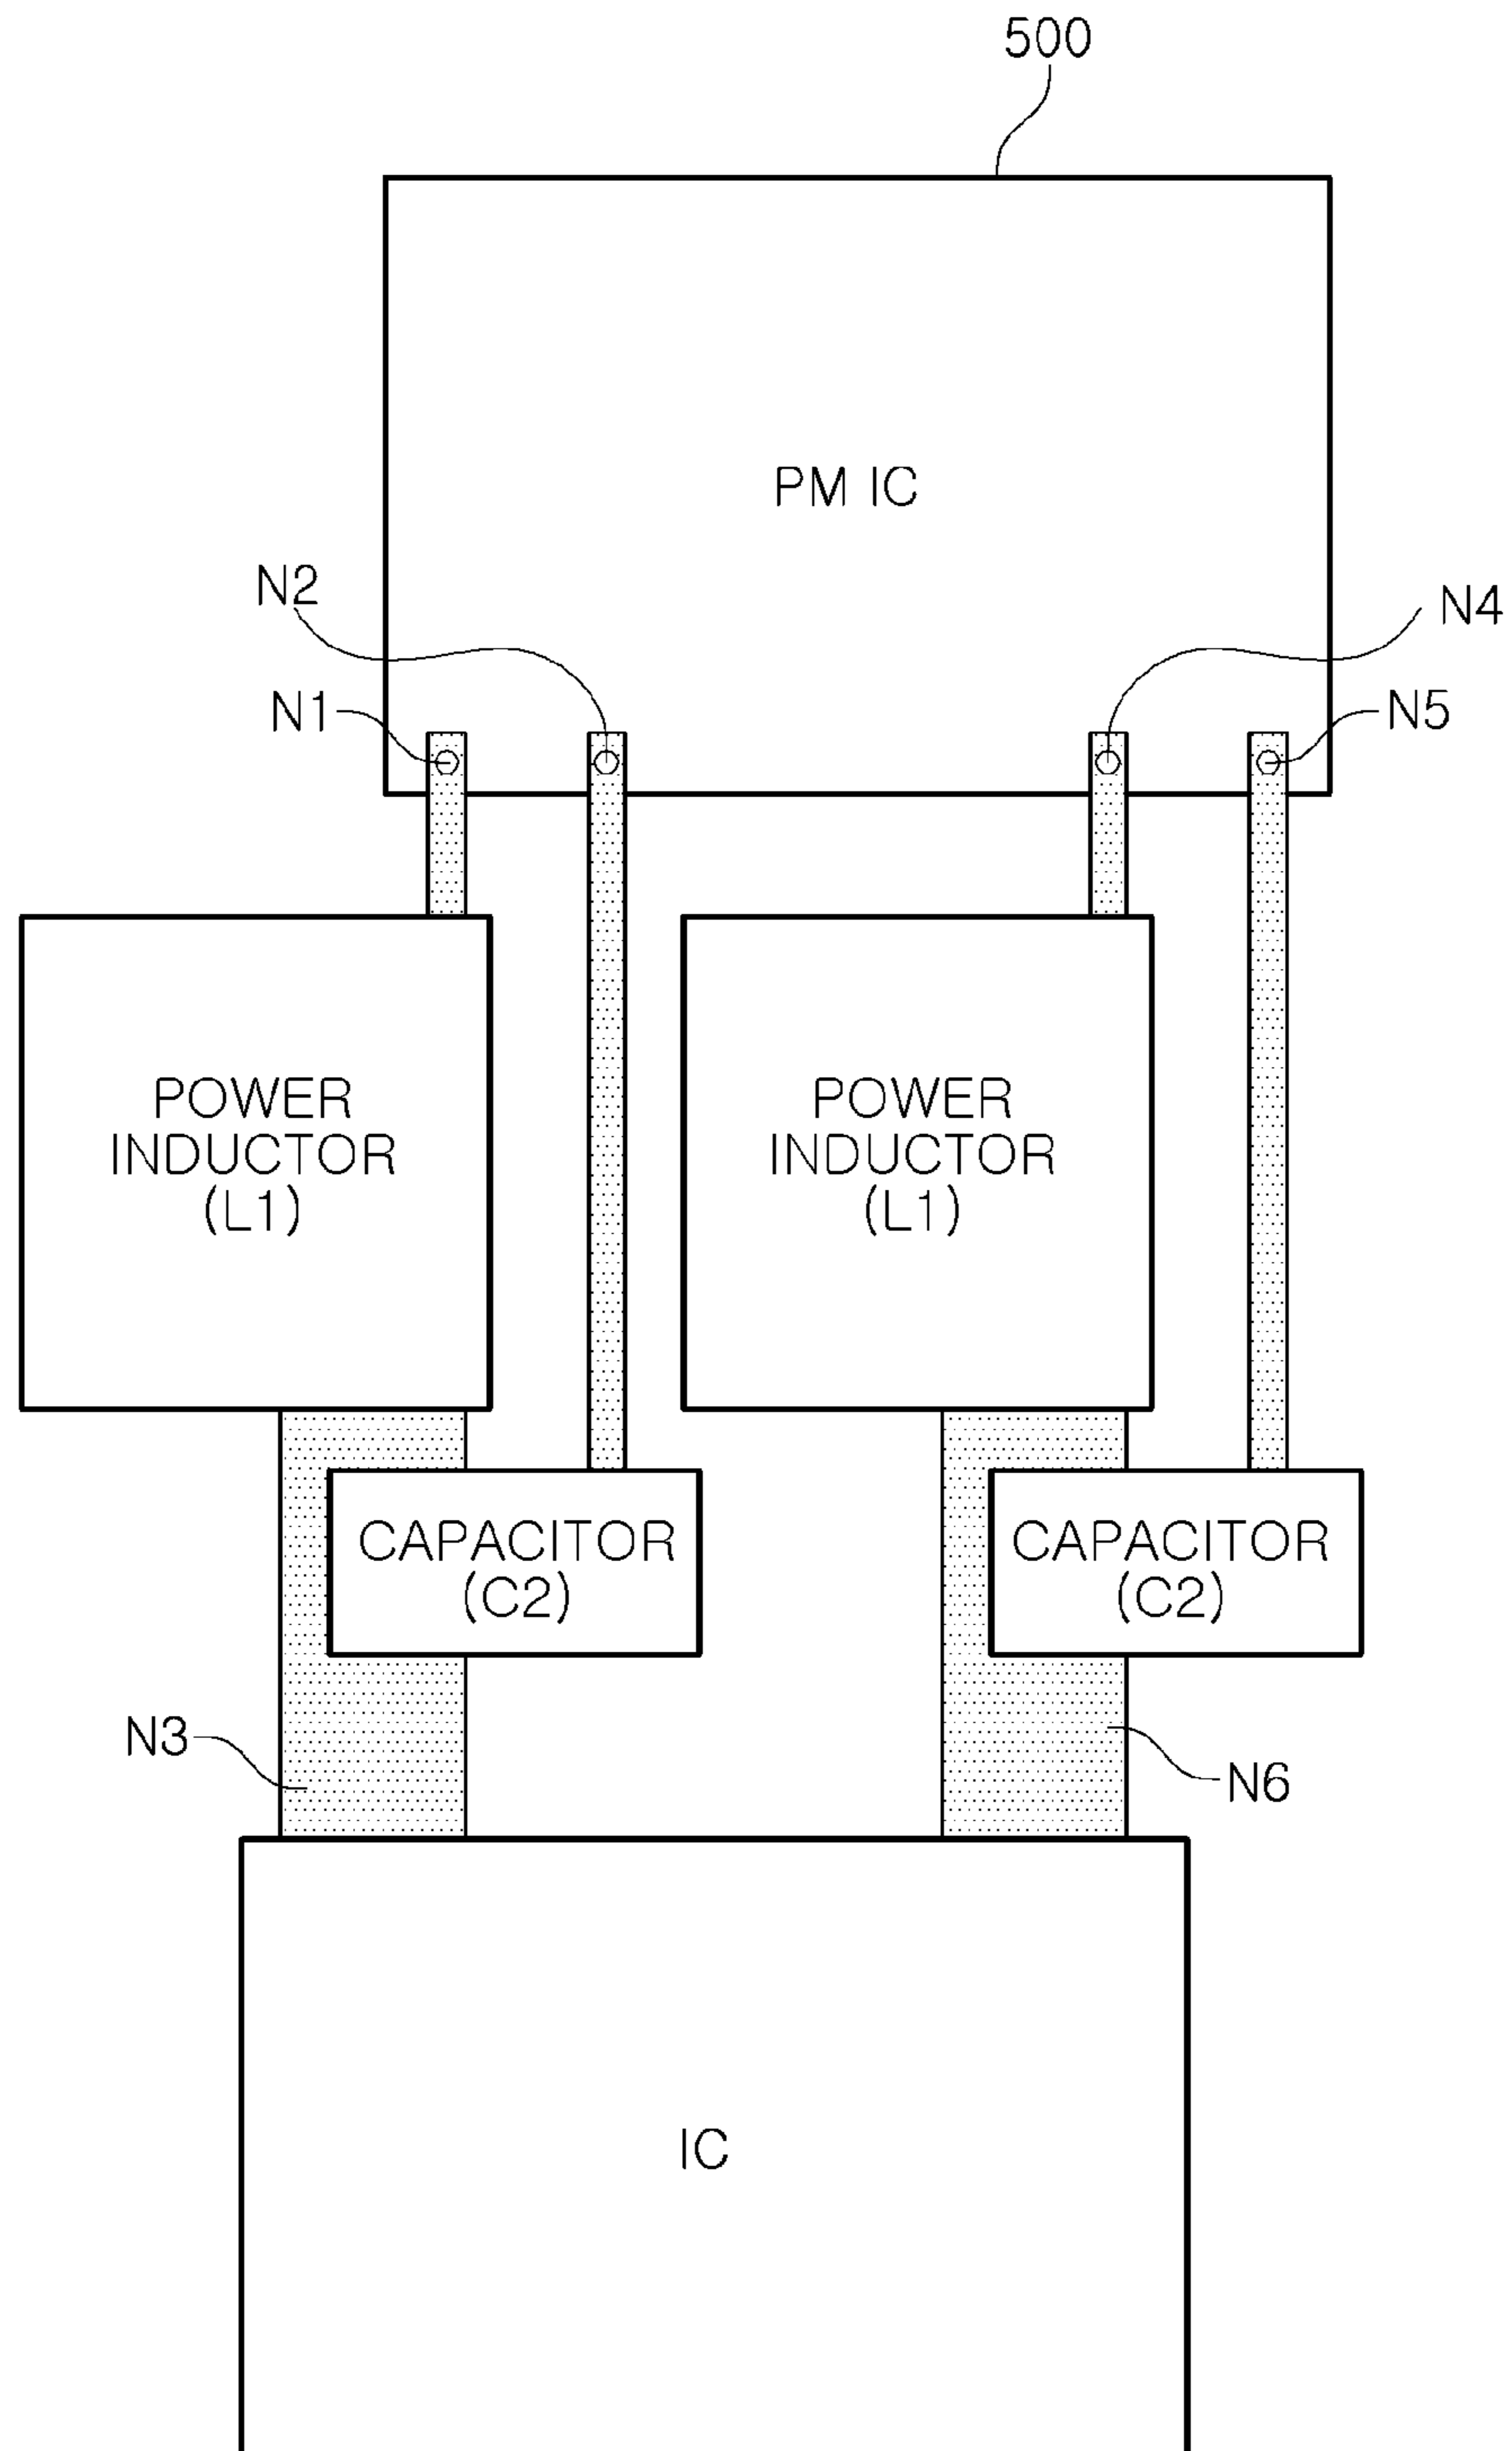 500
PM IC
N2
N4
N1
N5
POWER
INDUCTOR
(L1)
POWER
INDUCTOR
(L1)
CAPACITOR
(C2)
CAPACITOR
(C2)
N3
N6
IC